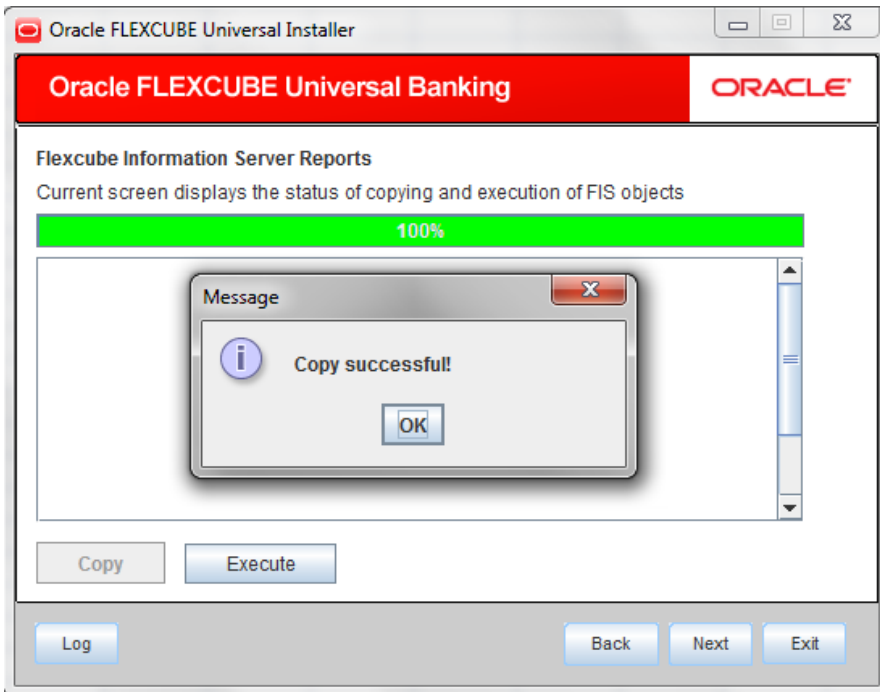 Oracle FLEXCUBE Universal Installer
Oracle FLEXCUBE Universal Banking
ORACLE
Flexcube Information Server Reports
Current screen displays the status of copying and execution of FIS objects
100%
Message
i
Copy successful!
OK
Copy
Execute
Log
Back
Next
Exit